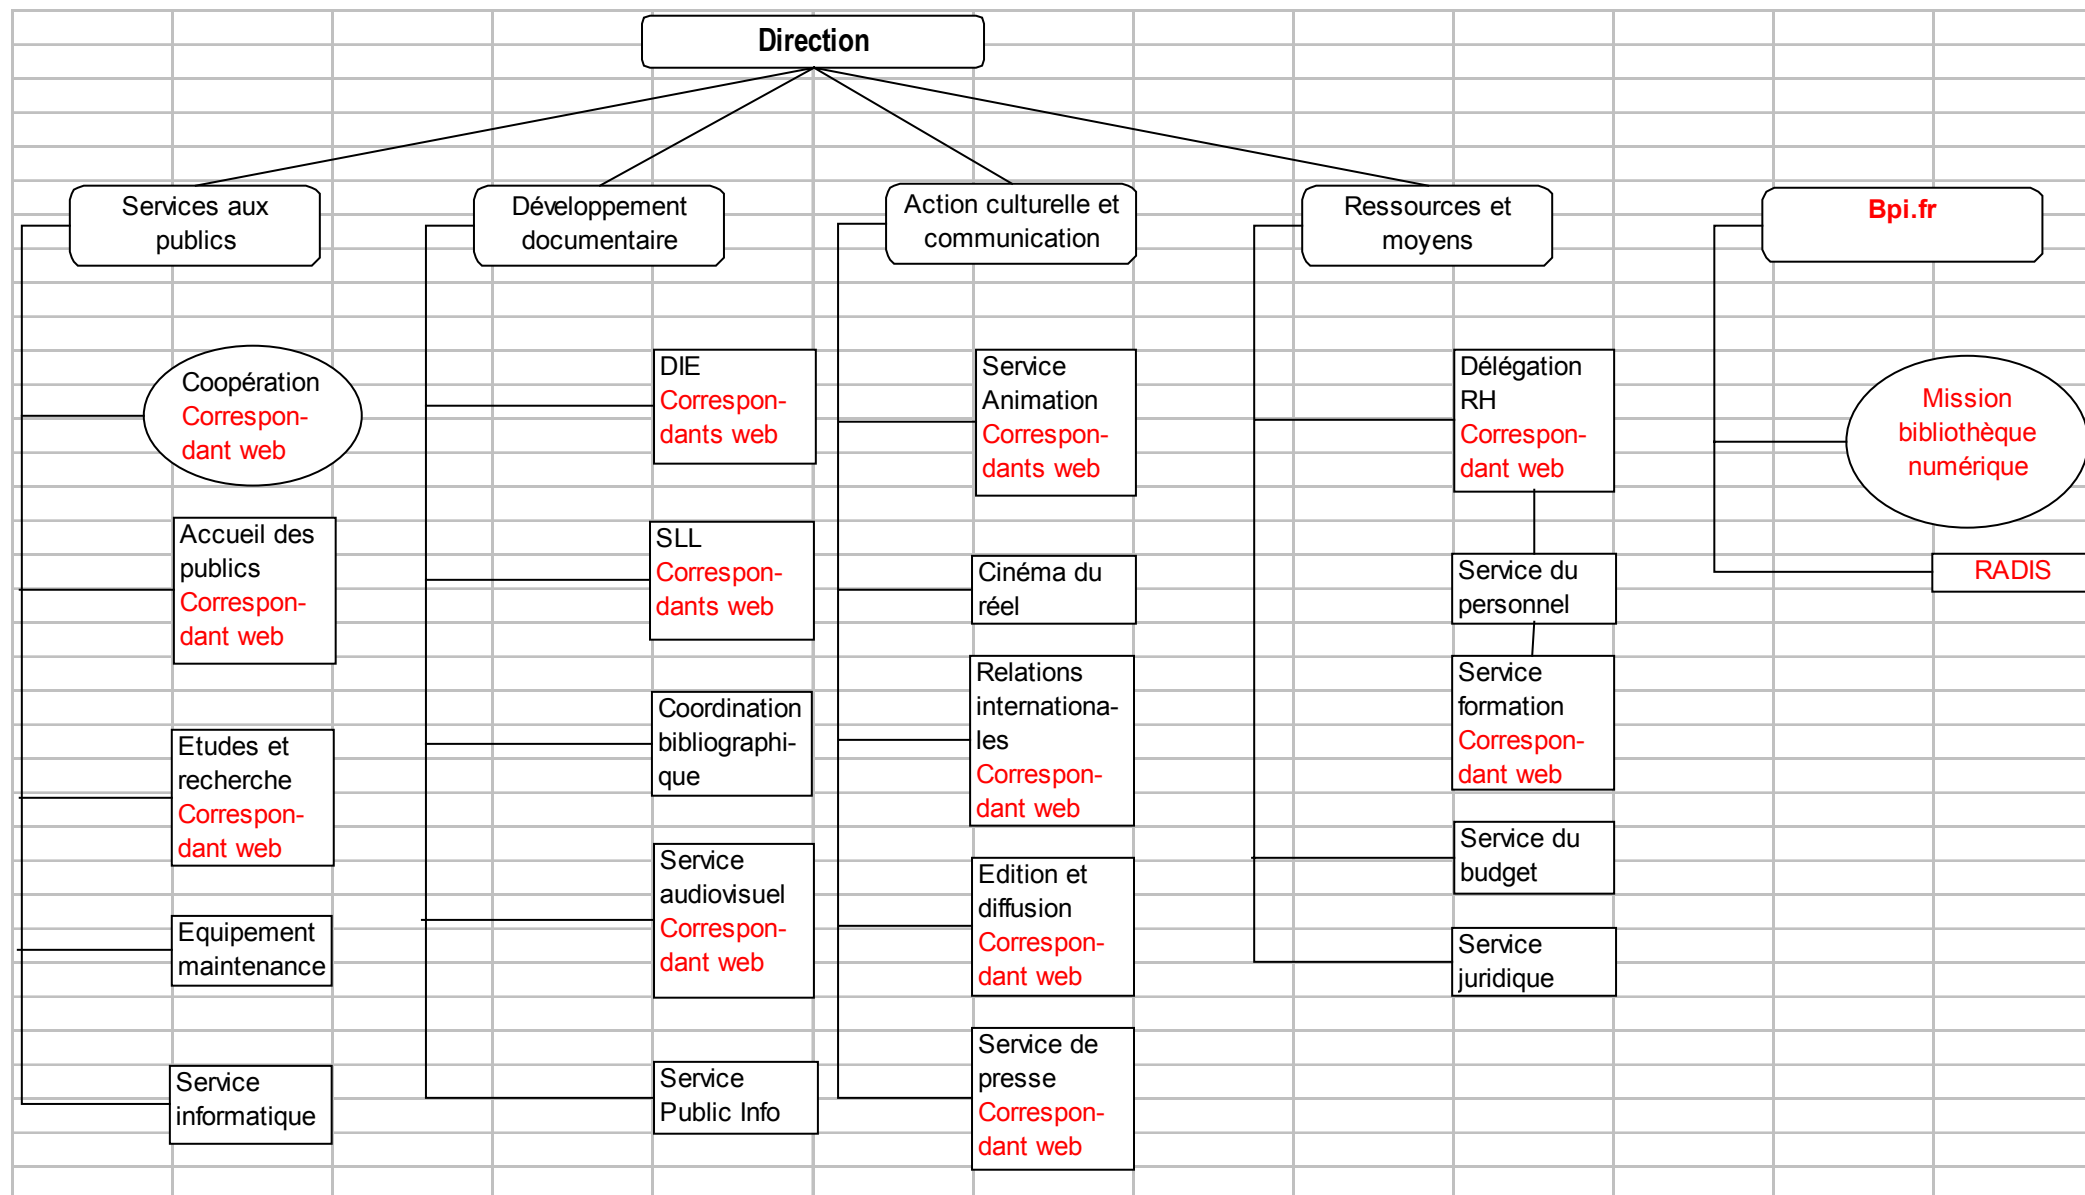 Direction
Services aux
publics
Développement
documentaire
Action culturelle et
communication
Ressources et
moyens
Bpi.fr
Coopération
Correspon-
dant web
Accueil des
publics
Correspon-
dant web
Etudes et
recherche
Correspon-
dant web
Equipement
maintenance
Service
informatique
DIE
Correspon-
dants web
SLL
Correspon-
dants web
Coordination
bibliographi-
que
Service
audiovisuel
Correspon-
dant web
Service
Public Info
Service
Animation
Correspon-
dants web
Cinéma du
réel
Relations
internationa-
les
Correspon-
dant web
Edition et
diffusion
Correspon-
dant web
Service de
presse
Correspon-
dant web
Délégation
RH
Correspon-
dant web
Service du
personnel
Service
formation
Correspon-
dant web
Service du
budget
Service
juridique
Mission
bibliothèque
numérique
RADIS